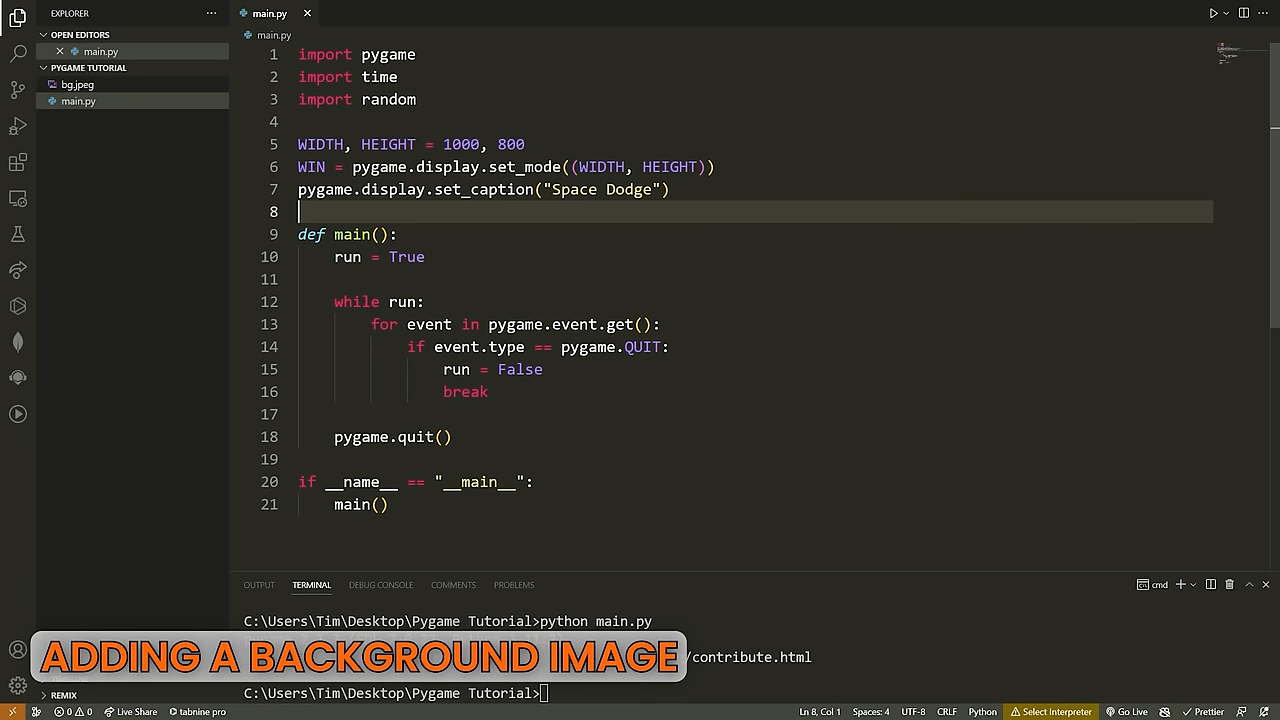 EXPLORER
main.py
OPEN EDITORS
main.py
main.py
PYGAME TUTORIAL
bg.jpeg
main.py
1 import pygame
2 import time
3 import random
4
5 WIDTH, HEIGHT = 1000, 800
6 WIN = pygame.display.set_mode((WIDTH, HEIGHT))
7 pygame.display.set_caption("Space Dodge")
8
9 def main():
10     run = True
11
12     while run:
13         for event in pygame.event.get():
14             if event.type == pygame.QUIT:
15                 run = False
16                 break
17
18     pygame.quit()
19
20 if __name__ == "__main__":
21     main()
OUTPUT TERMINAL DEBUG CONSOLE COMMENTS PROBLEMS cmd
C:\Users\Tim\Desktop\Pygame Tutorial>python main.py
/contribute.html
ADDING A BACKGROUND IMAGE
C:\Users\Tim\Desktop\Pygame Tutorial>
REMIX
0 0 Live Share tabnine pro Ln 8, Col 1 Spaces: 4 UTF-8 CRLF Python Select Interpreter Go Live Prettier